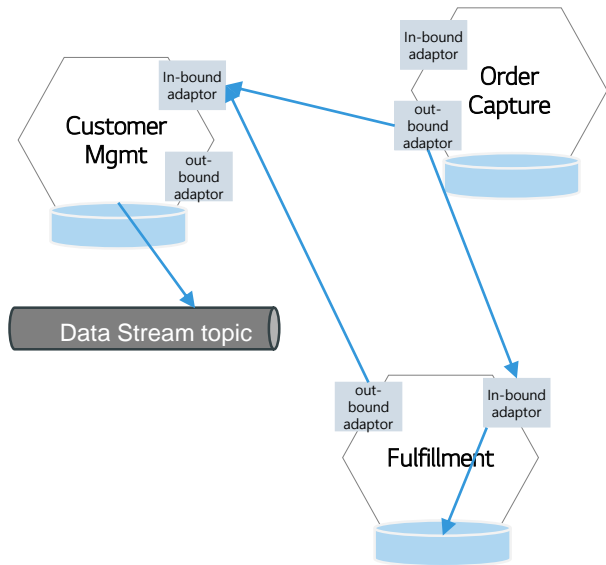 In-bound
adaptor
Customer
Mgmt
out-
bound
adaptor
In-bound
adaptor
Order
Capture
out-
bound
adaptor
Data Stream topic
out-
bound
adaptor
In-bound
adaptor
Fulfillment